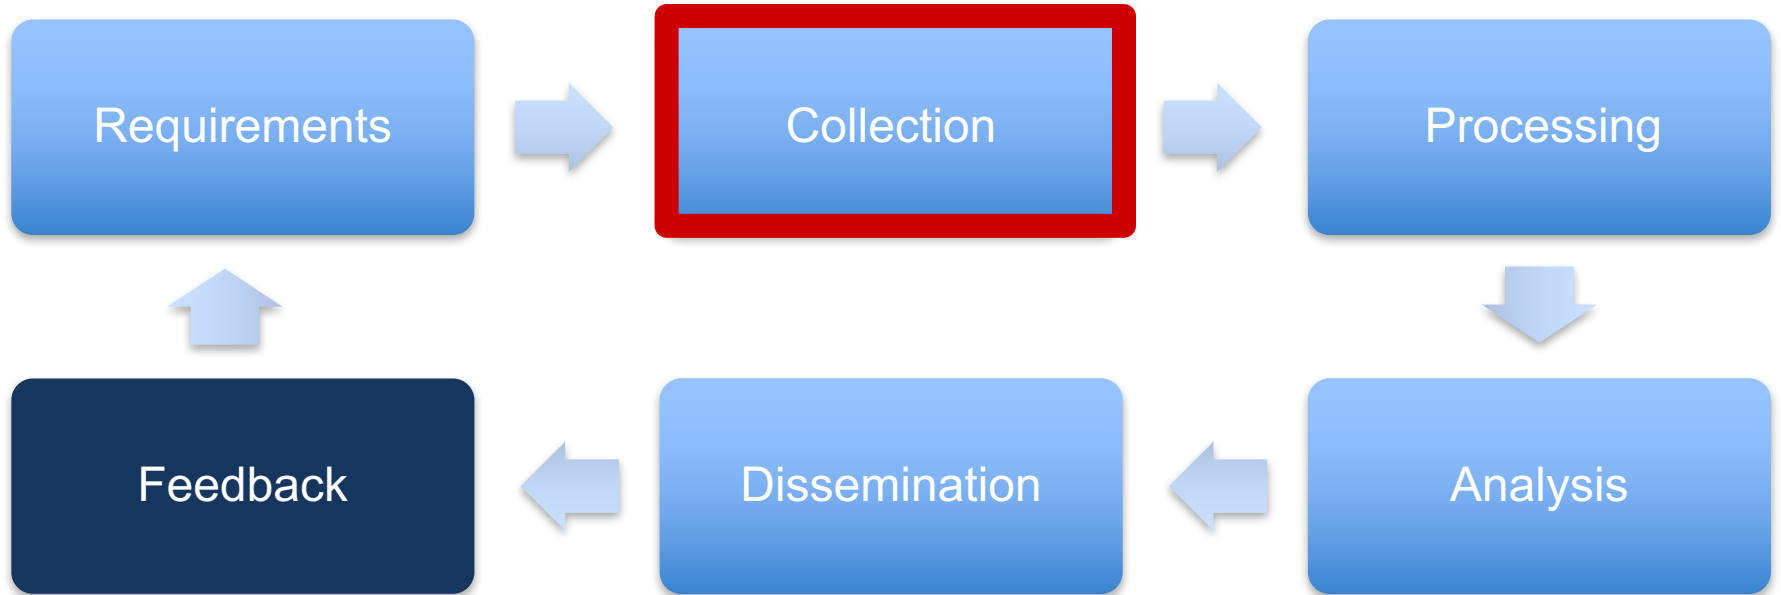 Requirements
Collection
Processing
Feedback
Dissemination
Analysis